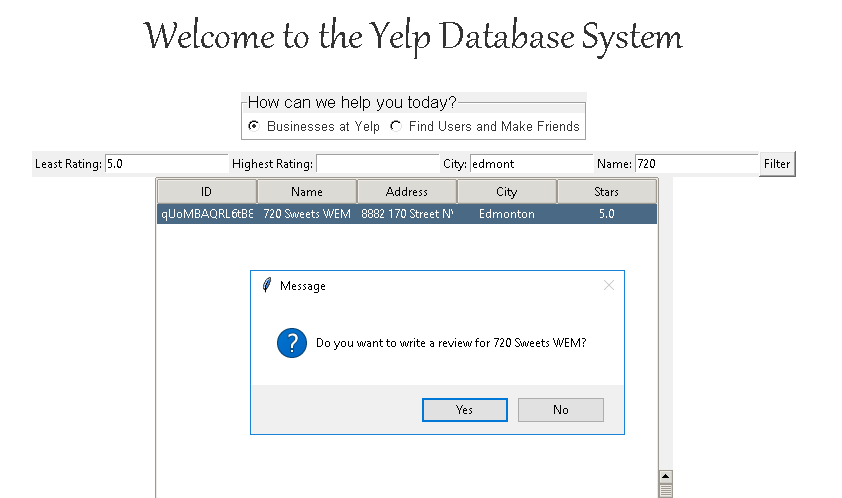 Welcome to the Yelp Database System
How can we help you today?
Businesses at Yelp Find Users and Make Friends
Least Rating: 5.0 Highest Rating: City: edmont Name: 720 Filter
ID Name Address City Stars
qUoMBAQRL6tB8 720 Sweets WEM 8882 170 Street NV Edmonton 5.0
Message
Do you want to write a review for 720 Sweets WEM?
Yes No